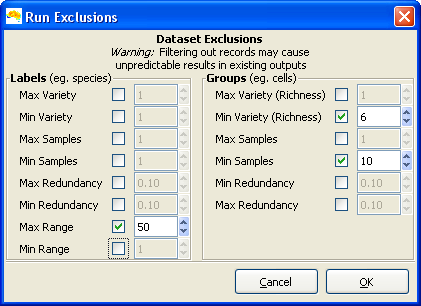 Run Exclusions
Dataset Exclusions
Warning: Filtering out records may cause
unpredictable results in existing outputs
Labels (eg. species)
Max Variety 1
Min Variety 1
Max Samples 1
Min Samples 1
Max Redundancy 0.10
Min Redundancy 0.10
Max Range 50
Min Range 1
Groups (eg. cells)
Max Variety (Richness) 1
Min Variety (Richness) 6
Max Samples 1
Min Samples 10
Min Redundancy 0.10
Max Redundancy 0.10
Cancel
OK